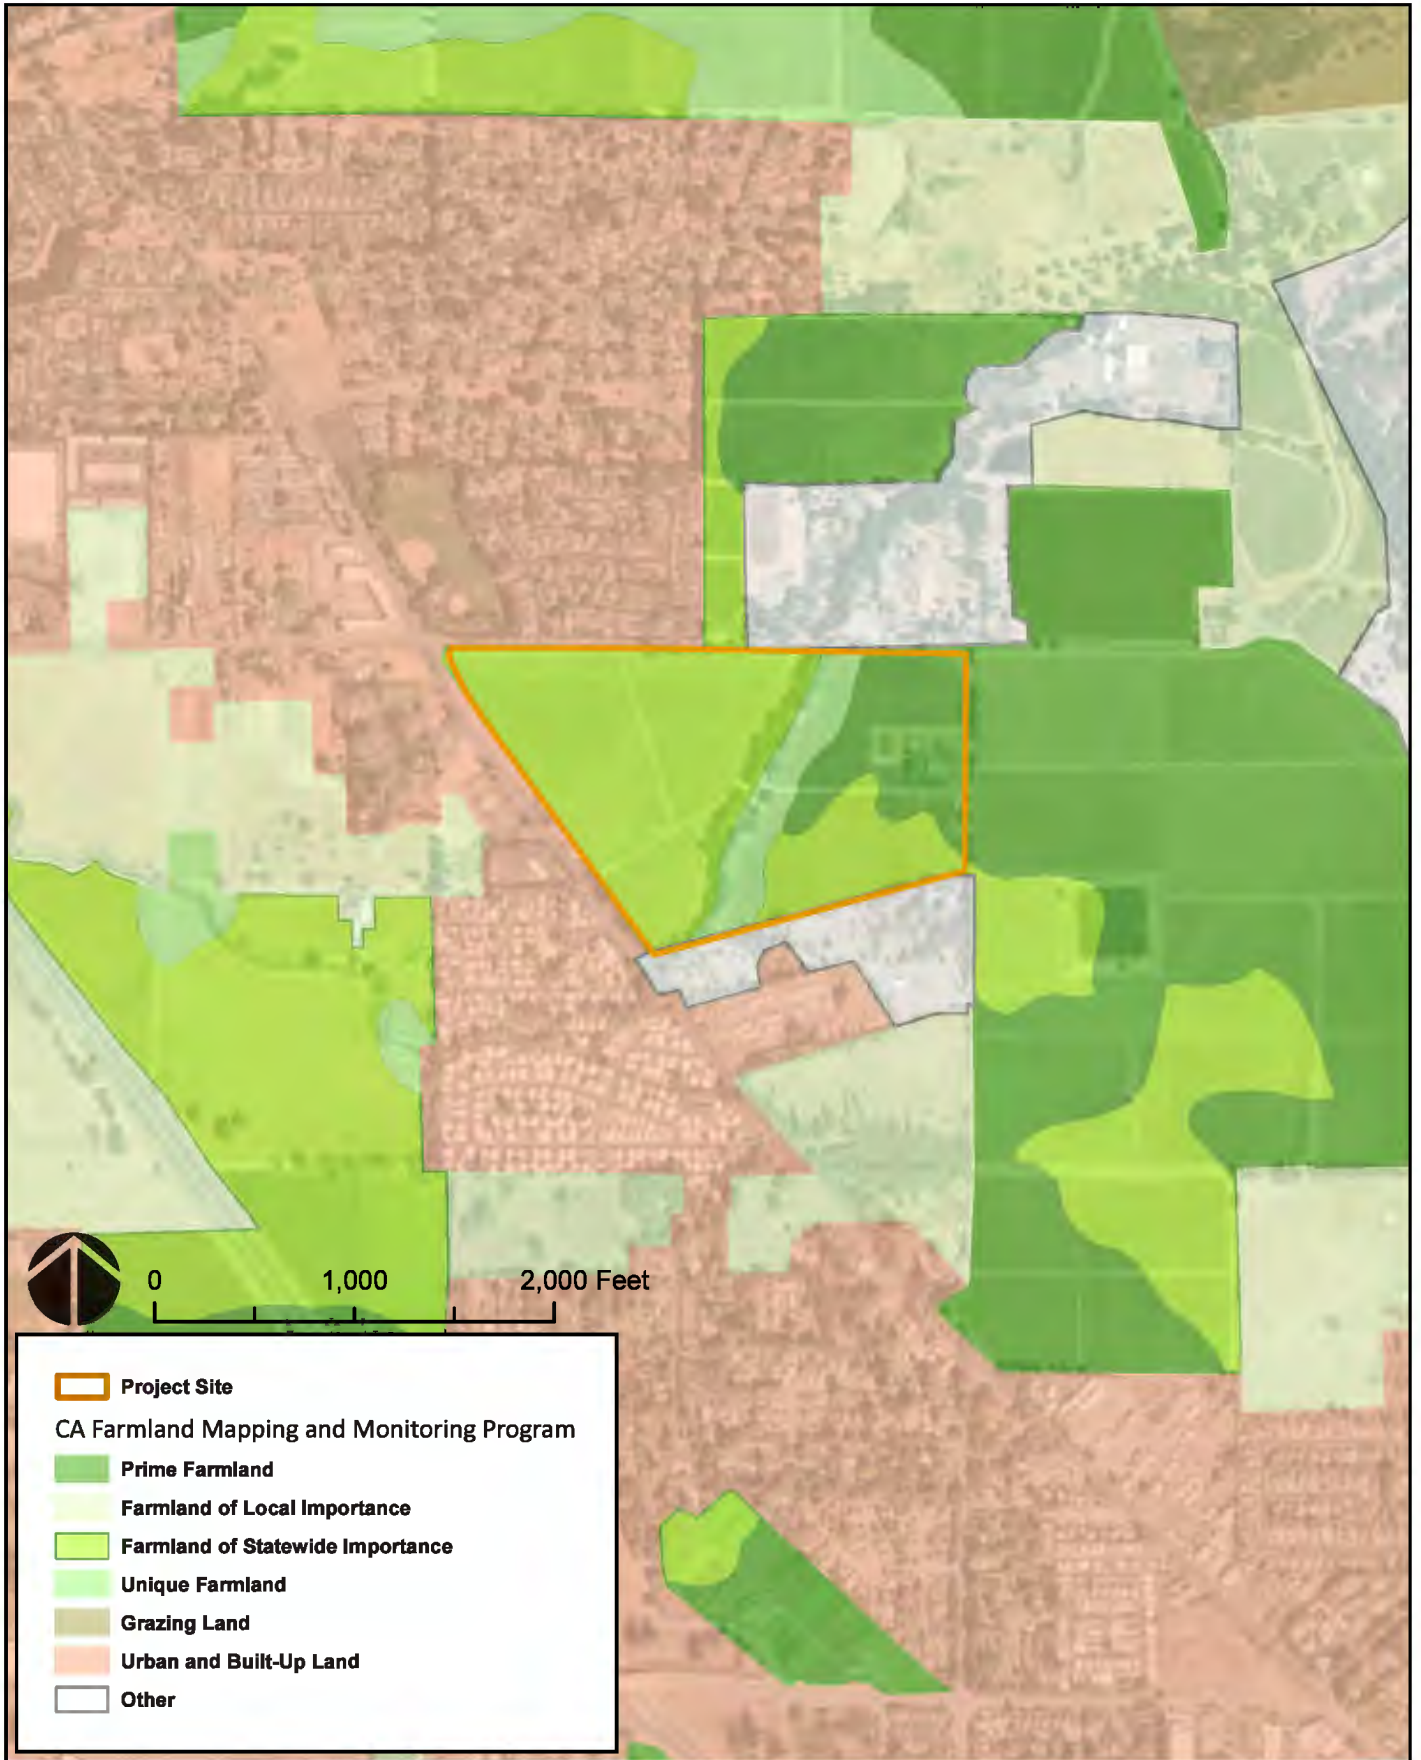 0 1,000 2,000 Feet
Project Site
CA Farmland Mapping and Monitoring Program
Prime Farmland
Farmland of Local Importance
Farmland of Statewide Importance
Unique Farmland
Grazing Land
Urban and Built-Up Land
Other